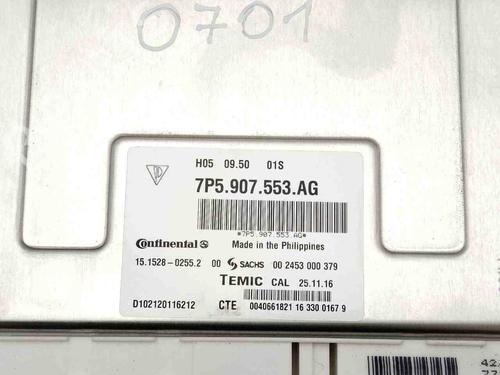 0701
H05 09.50 01S
7P5.907.553.AG
*7P5.907.553 AG*
Continental
Made in the Philippines
15.1528-0255.2 00 SACHS 00 2453 000 379
TEMIC CAL 25.11.16
D102120116212 CTE 0040661821 16 330 0167 9
42.